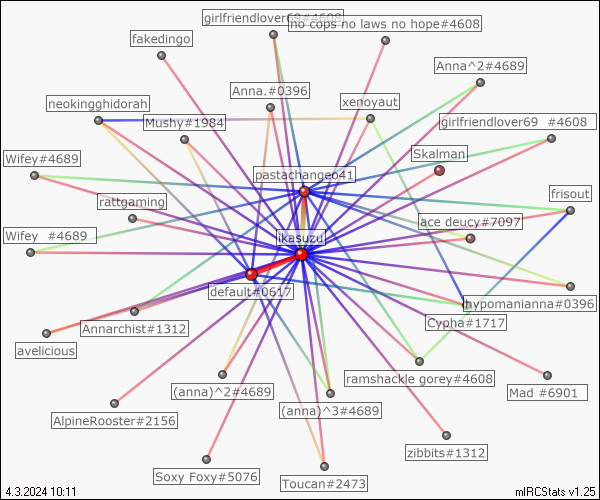 girlfriendlover69#4608
no cops no laws no hope#4608
fakedingo
Anna^2#4689
Anna.#0396
xenoyaut
neokingghidorah
Mushy#1984
girlfriendlover69 #4608
Skalman
Wifey#4689
pastachangeo41
frisout
rattgaming
ace deucy#7097
Wifey #4689
ikasuzu
default#0617
hypomanianna#0396
Cypha#1717
Annarchist#1312
avelicious
ramshackle gorey#4608
(anna)^2#4689
Mad #6901
(anna)^3#4689
AlpineRooster#2156
zibbits#1312
Soxy Foxy#5076
Toucan#2473
4.3.2024 10:11
mIRCStats v1.25